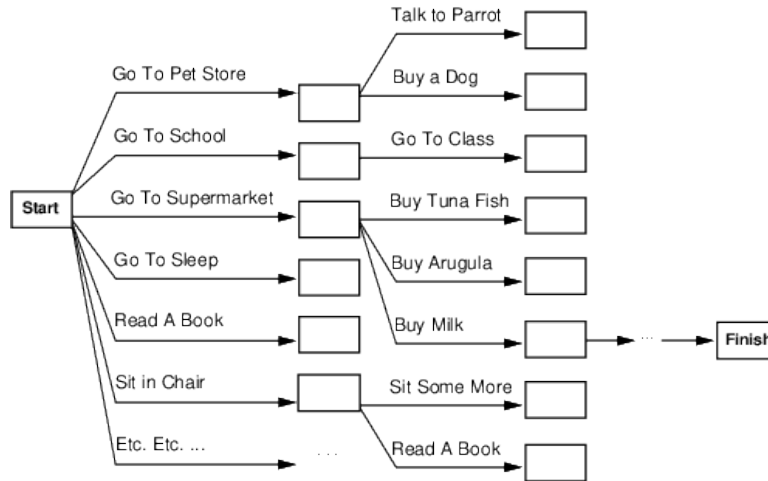 Talk to Parrot
Go To Pet Store
Buy a Dog
Go To School
Go To Class
Start
Go To Supermarket
Buy Tuna Fish
Go To Sleep
Buy Arugula
Read A Book
Buy Milk
...
Finish
Sit in Chair
Sit Some More
Etc. Etc. ...
...
Read A Book